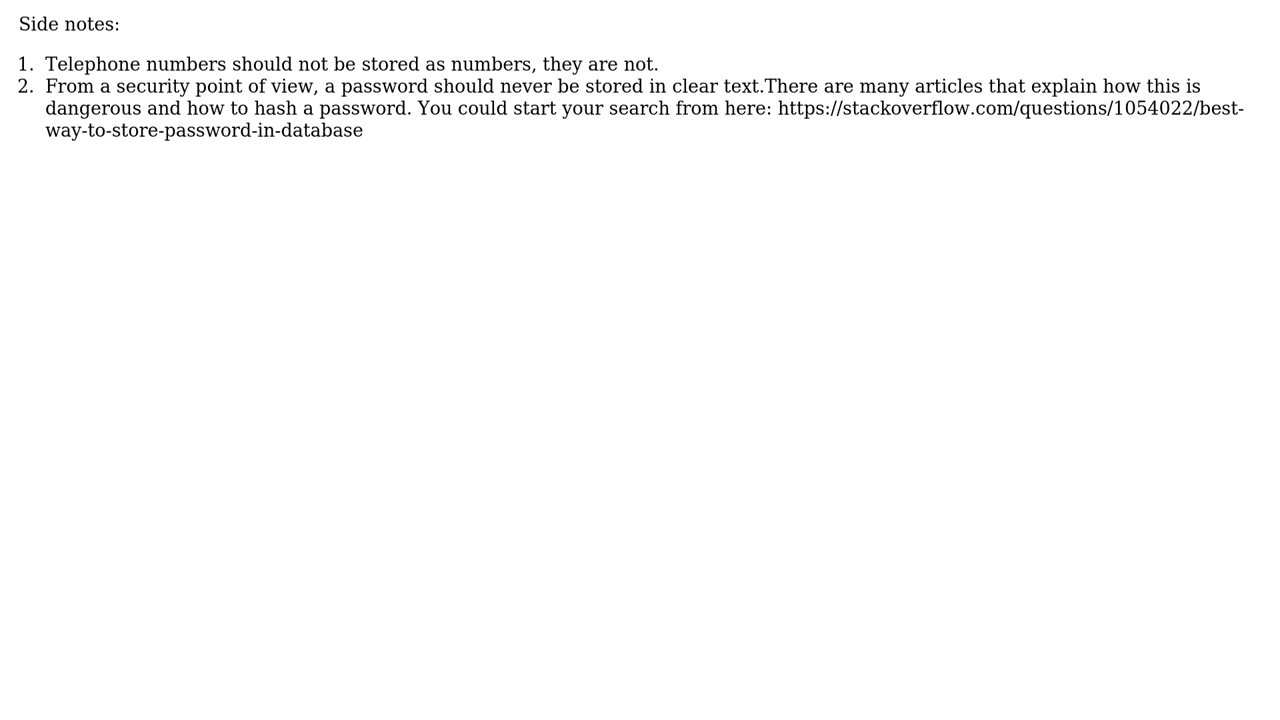 Side notes:
1. Telephone numbers should not be stored as numbers, they are not.
2. From a security point of view, a password should never be stored in clear text.There are many articles that explain how this is
dangerous and how to hash a password. You could start your search from here: https://stackoverflow.com/questions/1054022/best-
way-to-store-password-in-database